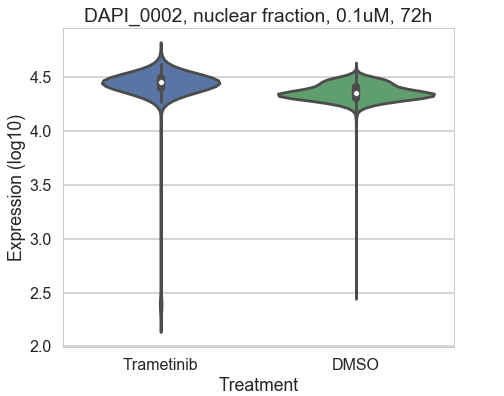 DAPI_0002, nuclear fraction, 0.1uM, 72h
Expression (log10)
4.5
4.0
3.5
3.0
2.5
2.0
Trametinib DMSO
Treatment